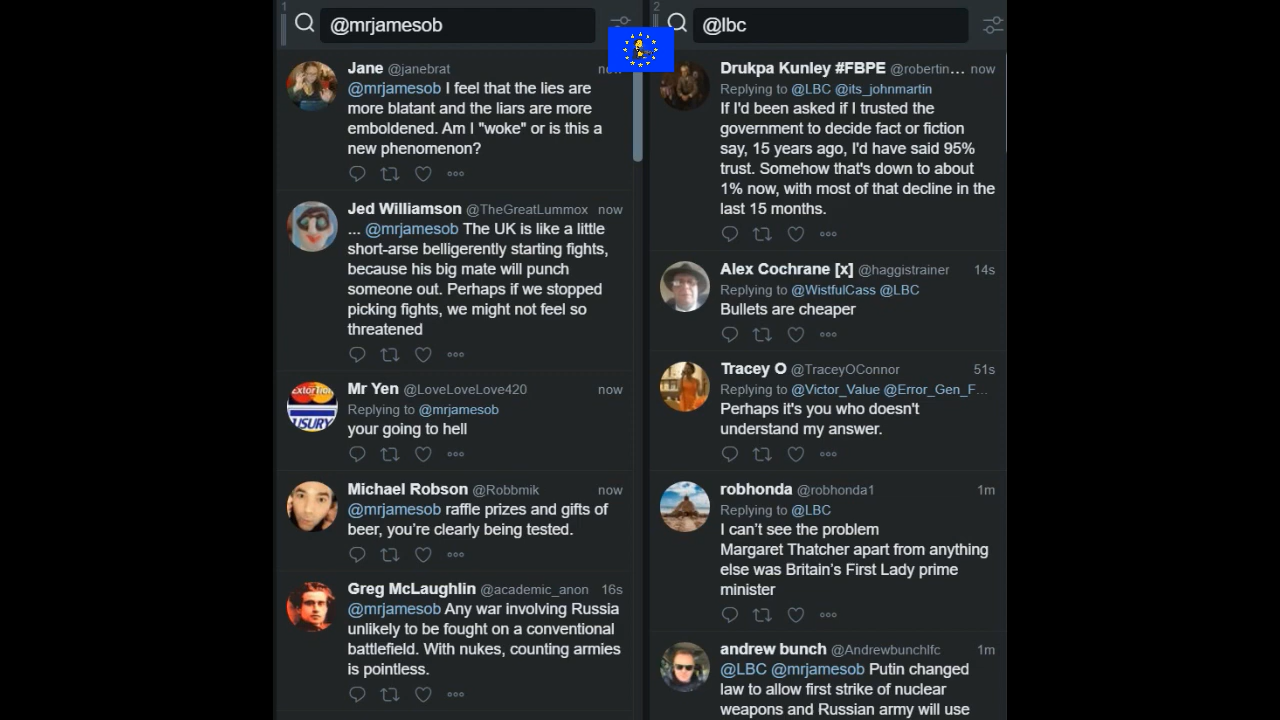 1
@mrjamesob
Jane @janebrat now
@mrjamesob I feel that the lies are
more blatant and the liars are more
emboldened. Am I "woke" or is this a
new phenomenon?
Jed Williamson @TheGreatLummox now
... @mrjamesob The UK is like a little
short-arse belligerently starting fights,
because his big mate will punch
someone out. Perhaps if we stopped
picking fights, we might not feel so
threatened
Mr Yen @LoveLoveLove420 now
EXTORTION
USURY
Replying to @mrjamesob
your going to hell
Michael Robson @Robbmik now
@mrjamesob raffle prizes and gifts of
beer, you’re clearly being tested.
Greg McLaughlin @academic_anon 16s
@mrjamesob Any war involving Russia
unlikely to be fought on a conventional
battlefield. With nukes, counting armies
is pointless.
2
@lbc
Drukpa Kunley #FBPE @robertin... now
Replying to @LBC @its_johnmartin
If I'd been asked if I trusted the
government to decide fact or fiction
say, 15 years ago, I'd have said 95%
trust. Somehow that's down to about
1% now, with most of that decline in the
last 15 months.
Alex Cochrane [x] @haggistrainer 14s
Replying to @WistfulCass @LBC
Bullets are cheaper
Tracey O @TraceyOConnor 51s
Replying to @Victor_Value @Error_Gen_F...
Perhaps it's you who doesn't
understand my answer.
robhonda @robhonda1 1m
Replying to @LBC
I can’t see the problem
Margaret Thatcher apart from anything
else was Britain’s First Lady prime
minister
andrew bunch @Andrewbunchlfc 1m
@LBC @mrjamesob Putin changed
law to allow first strike of nuclear
weapons and Russian army will use